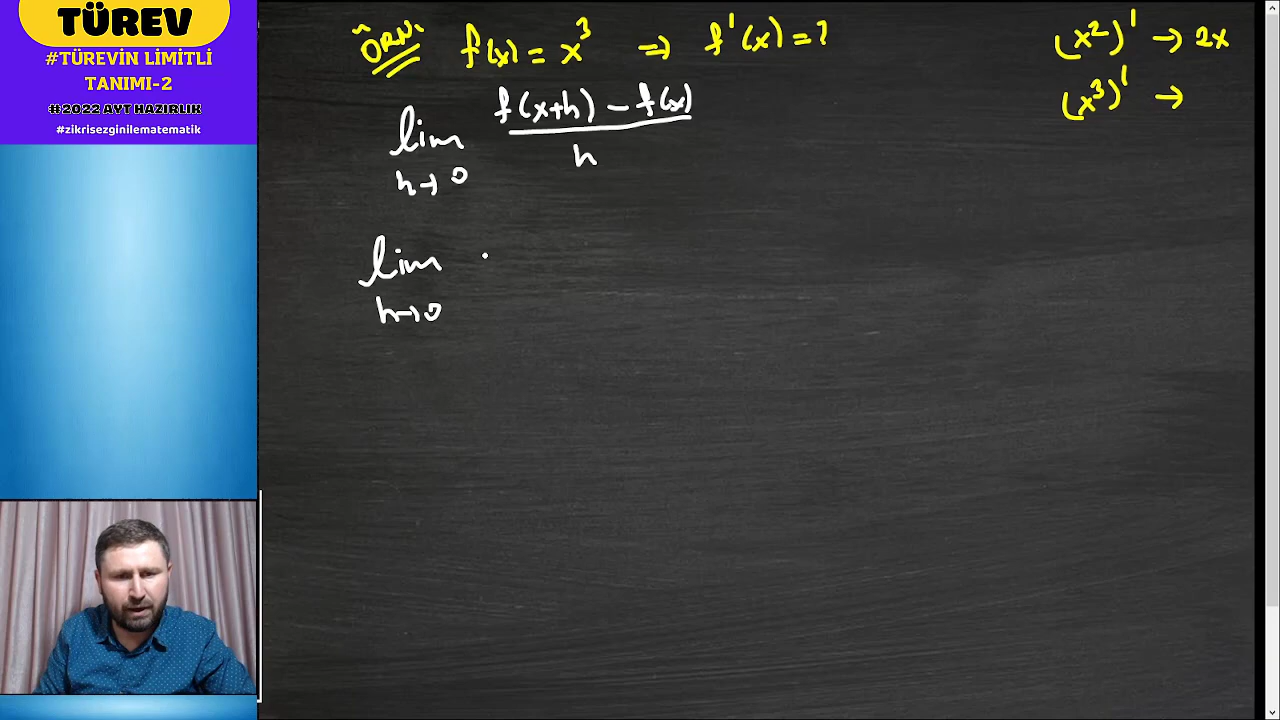 TÜREV
#TÜREVİN LİMİTLİ
TANIMI-2
#2022 AYT HAZIRLIK
#zikrisezginilematematik
ÖRN: f(x) = x³ ⇒ f'(x) = ?
lim h→0 (f(x+h) − f(x))/h
lim h→0
(x²)' → 2x
(x³)' →